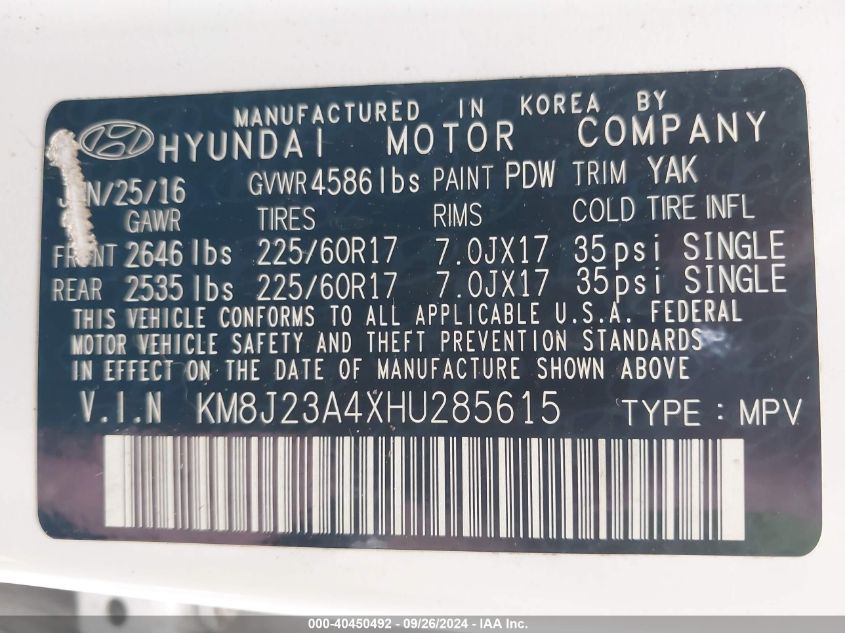 MANUFACTURED IN KOREA BY
HYUNDAI MOTOR COMPANY
/25/16 GVWR 4586 lbs PAINT PDW TRIM YAK
GAWR TIRES RIMS COLD TIRE INFL
FRONT 2646 lbs 225/60R17 7.0JX17 35psi SINGLE
REAR 2535 lbs 225/60R17 7.0JX17 35psi SINGLE
THIS VEHICLE CONFORMS TO ALL APPLICABLE U.S.A. FEDERAL
MOTOR VEHICLE SAFETY AND THEFT PREVENTION STANDARDS
IN EFFECT ON THE DATE OF MANUFACTURE SHOWN ABOVE
V.I.N KM8J23A4XHU285615 TYPE : MPV
000-40450492 - 09/26/2024 - IAA Inc.